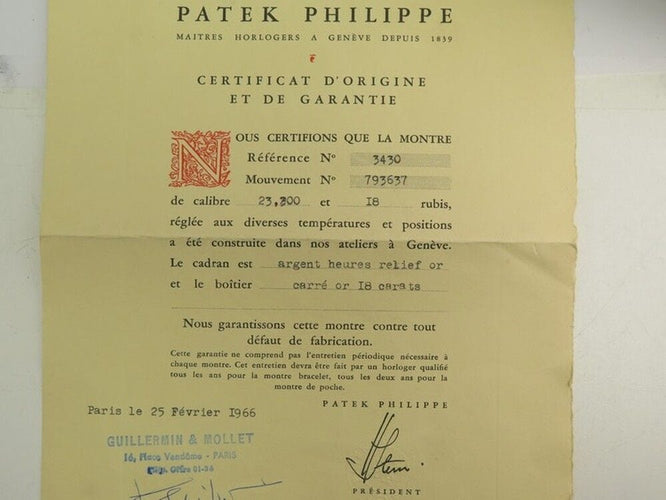 PATEK PHILIPPE
MAITRES HORLOGERS A GENÈVE DEPUIS 1839
CERTIFICAT D'ORIGINE
ET DE GARANTIE
NOUS CERTIFIONS QUE LA MONTRE
Référence Nº 3430
Mouvement Nº 793637
de calibre 23,300 et 18 rubis,
réglée aux diverses températures et positions
a été construite dans nos ateliers à Genève.
Le cadran est argent heures relief or
et le boîtier carré or 18 carats
Nous garantissons cette montre contre tout
défaut de fabrication.
Cette garantie ne comprend pas l'entretien périodique nécessaire à
chaque montre. Cet entretien devra être fait par un horloger qualifié
tous les ans pour la montre bracelet, tous les deux ans pour la
montre de poche.
PATEK PHILIPPE
Paris le 25 Février 1966
GUILLERMIN & MOLLET
16, Place Vendôme - PARIS
PRÉSIDENT